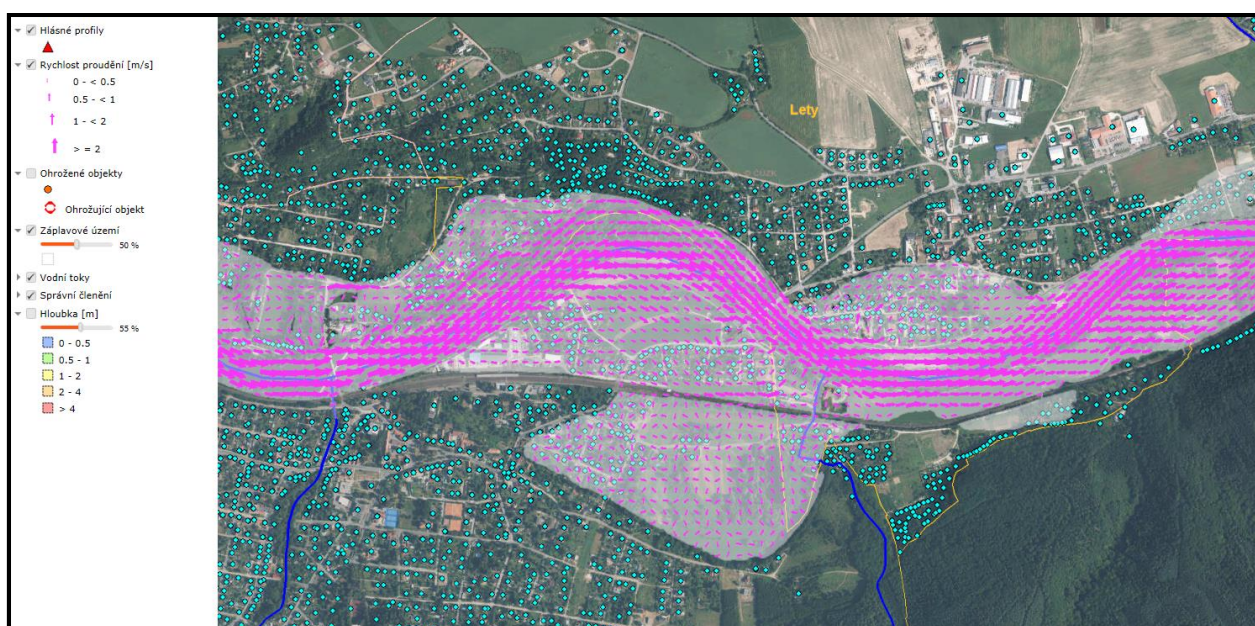 Hlásné profily
Rychlost proudění [m/s]
0 - < 0.5
0.5 - < 1
1 - < 2
> = 2
Ohrožené objekty
Ohrožující objekt
Záplavové území
50 %
Vodní toky
Správní členění
Hloubka [m]
55 %
0 - 0.5
0.5 - 1
1 - 2
2 - 4
> 4
Lety